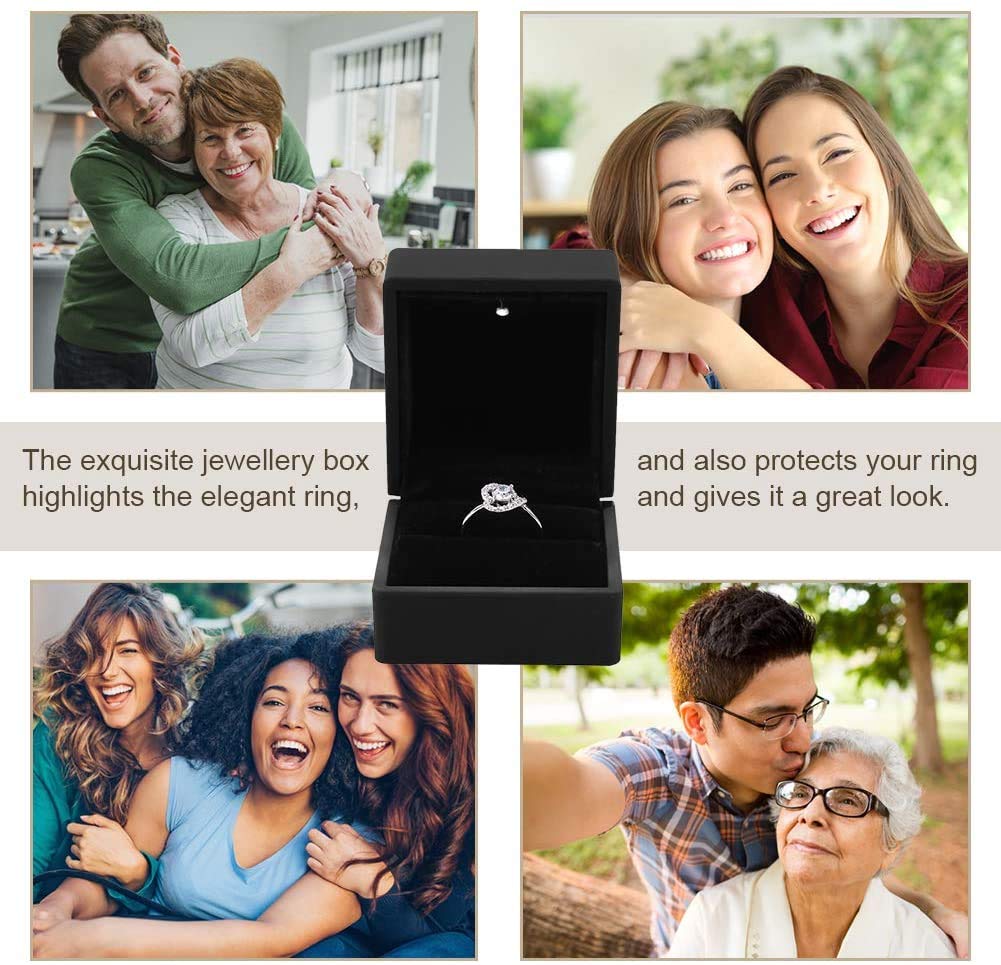 The exquisite jewellery box
highlights the elegant ring,
and also protects your ring
and gives it a great look.